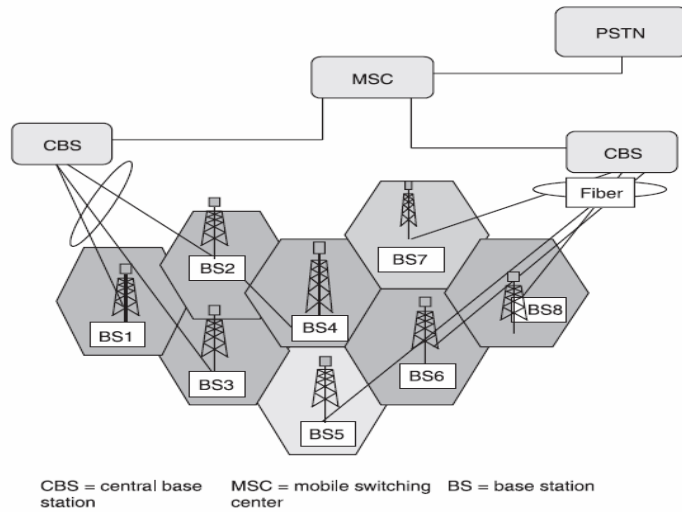 PSTN
MSC
CBS
CBS
Fiber
BS2
BS7
BS1
BS4
BS8
BS3
BS6
BS5
CBS = central base station
MSC = mobile switching center
BS = base station